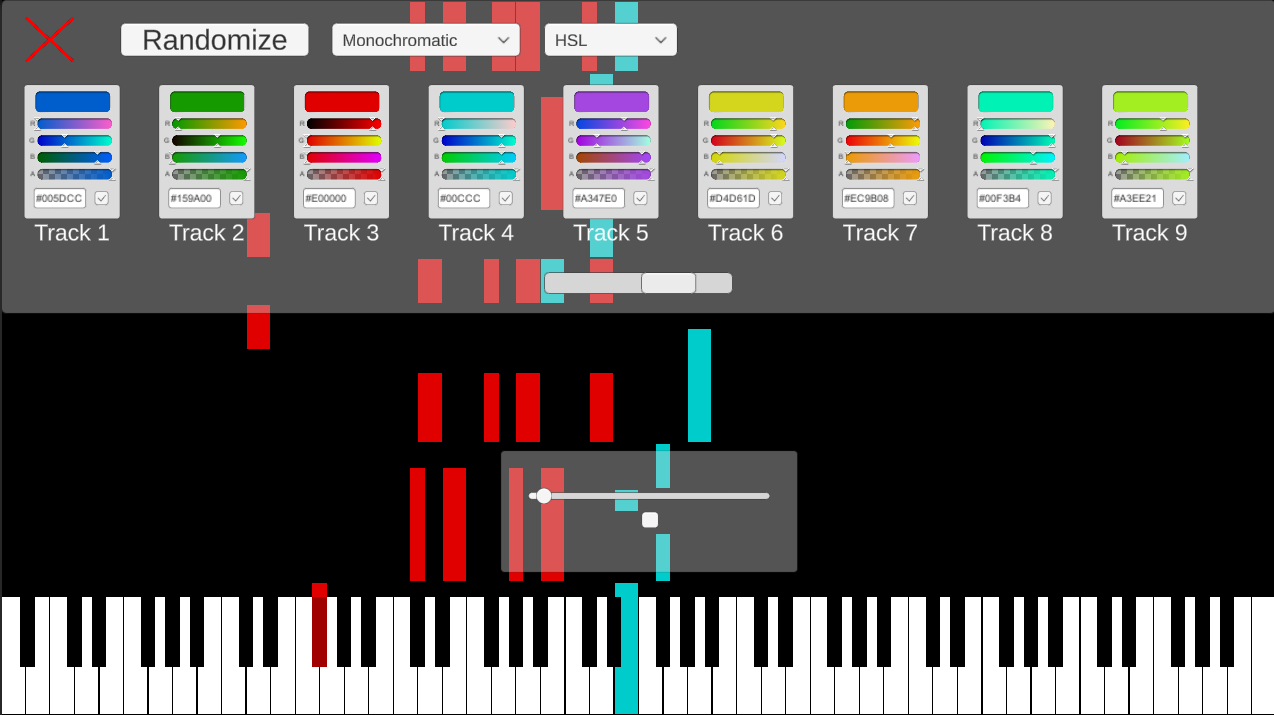 Randomize
Monochromatic
HSL
R R R R R R R R R
G G G G G G G G G
B B B B B B B B B
A A A A A A A A A
#005DCC #159A00 #E00000 #00CCC #A347E0 #D4D61D #EC9B08 #00F3B4 #A3EE21
Track 1 Track 2 Track 3 Track 4 Track 5 Track 6 Track 7 Track 8 Track 9